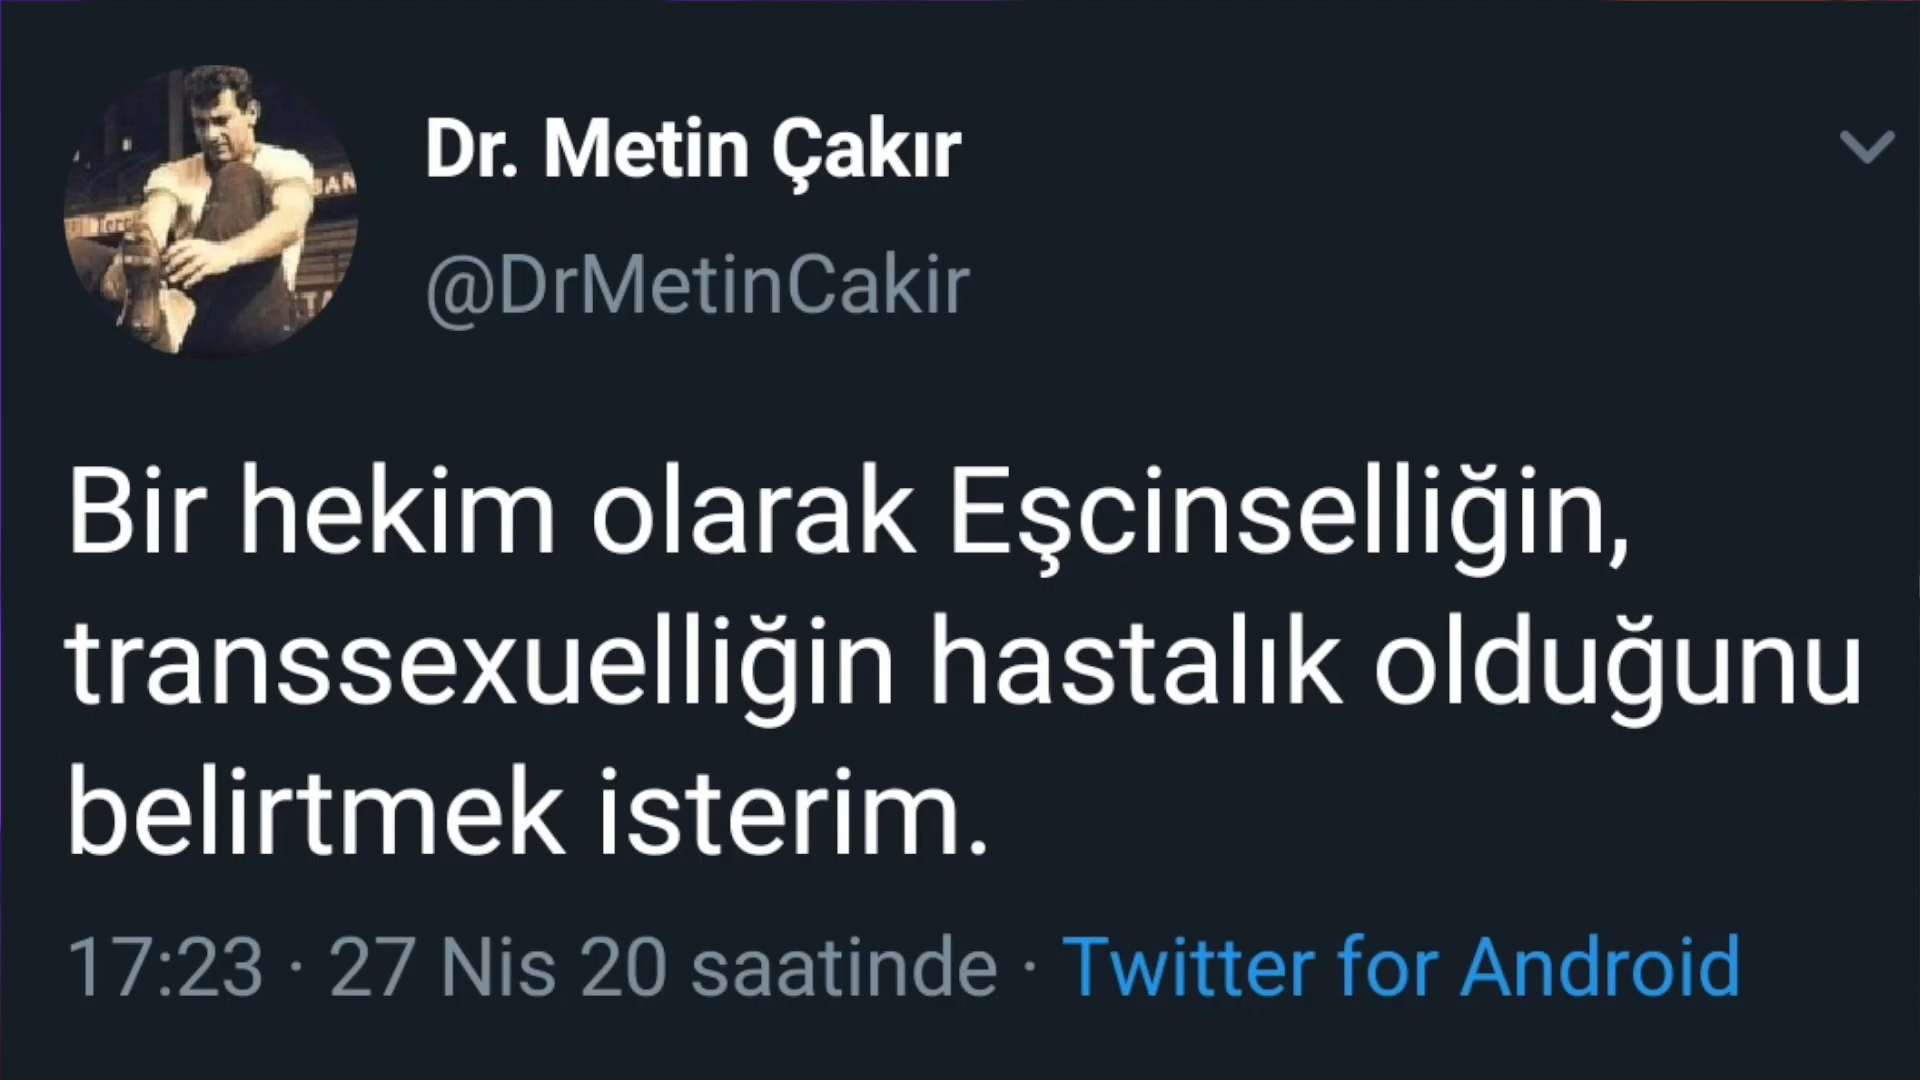 Dr. Metin Çakır
@DrMetinCakir
Bir hekim olarak Eşcinselliğin,
transsexuelliğin hastalık olduğunu
belirtmek isterim.
17:23 · 27 Nis 20 saatinde · Twitter for Android